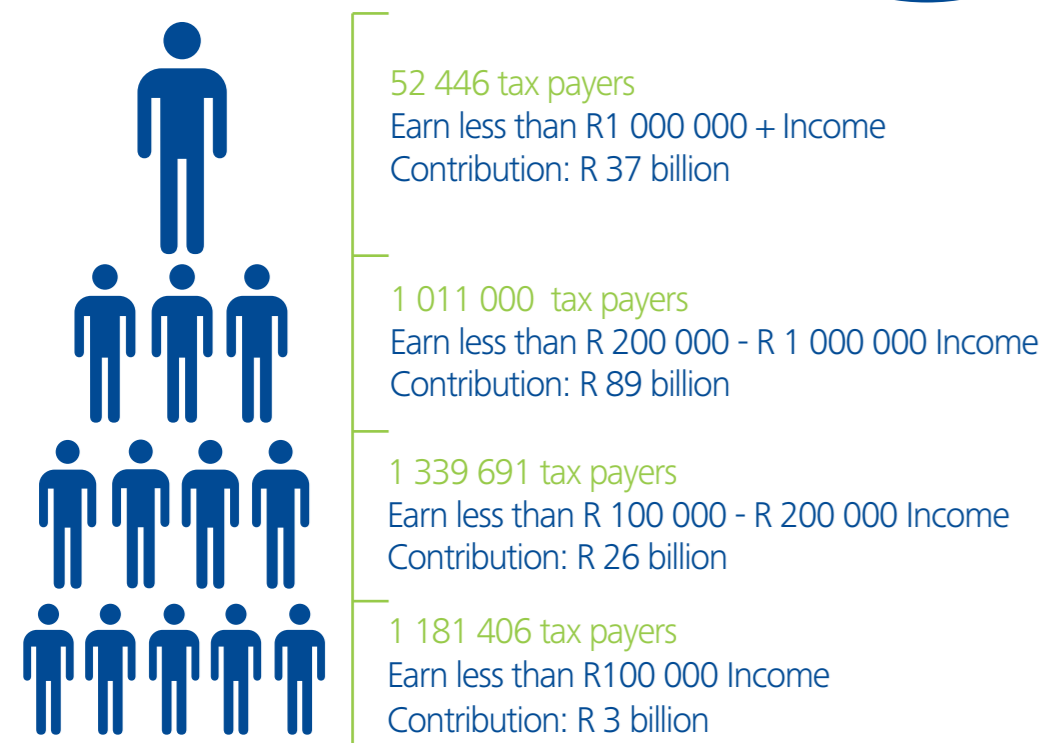 52 446 tax payers
Earn less than R1 000 000 + Income
Contribution: R 37 billion
1 011 000 tax payers
Earn less than R 200 000 - R 1 000 000 Income
Contribution: R 89 billion
1 339 691 tax payers
Earn less than R 100 000 - R 200 000 Income
Contribution: R 26 billion
1 181 406 tax payers
Earn less than R100 000 Income
Contribution: R 3 billion